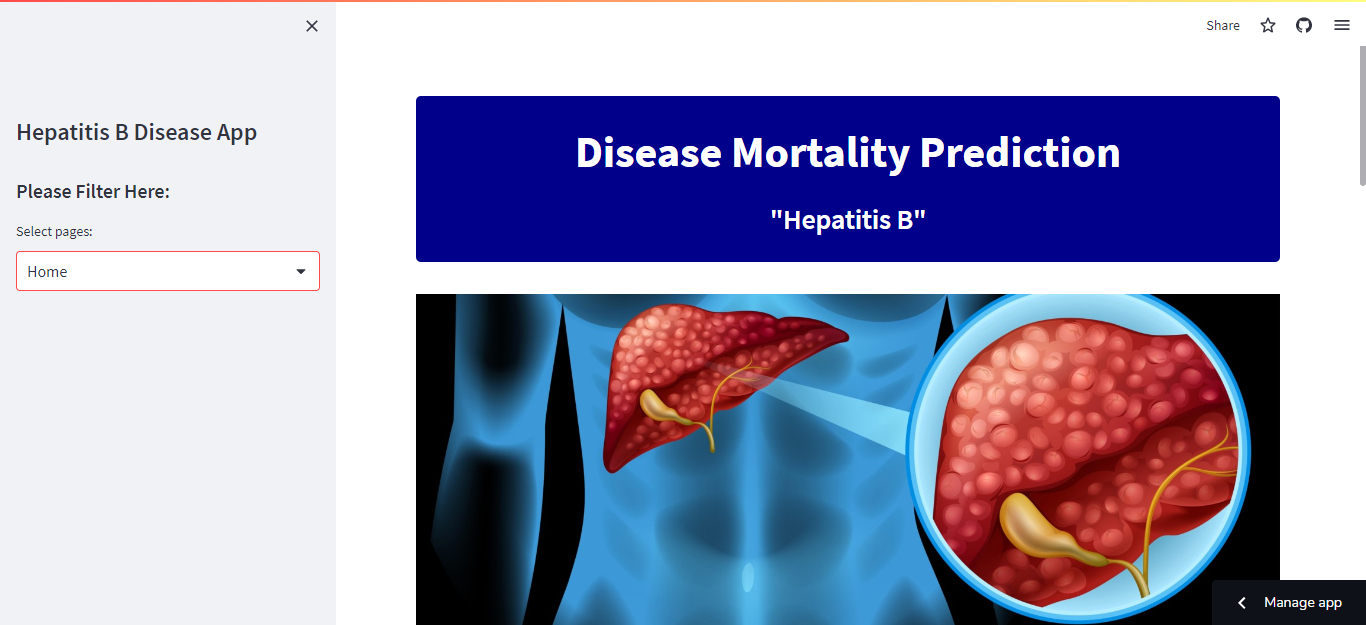 Share
Hepatitis B Disease App
Please Filter Here:
Select pages:
Home
Disease Mortality Prediction
"Hepatitis B"
Manage app